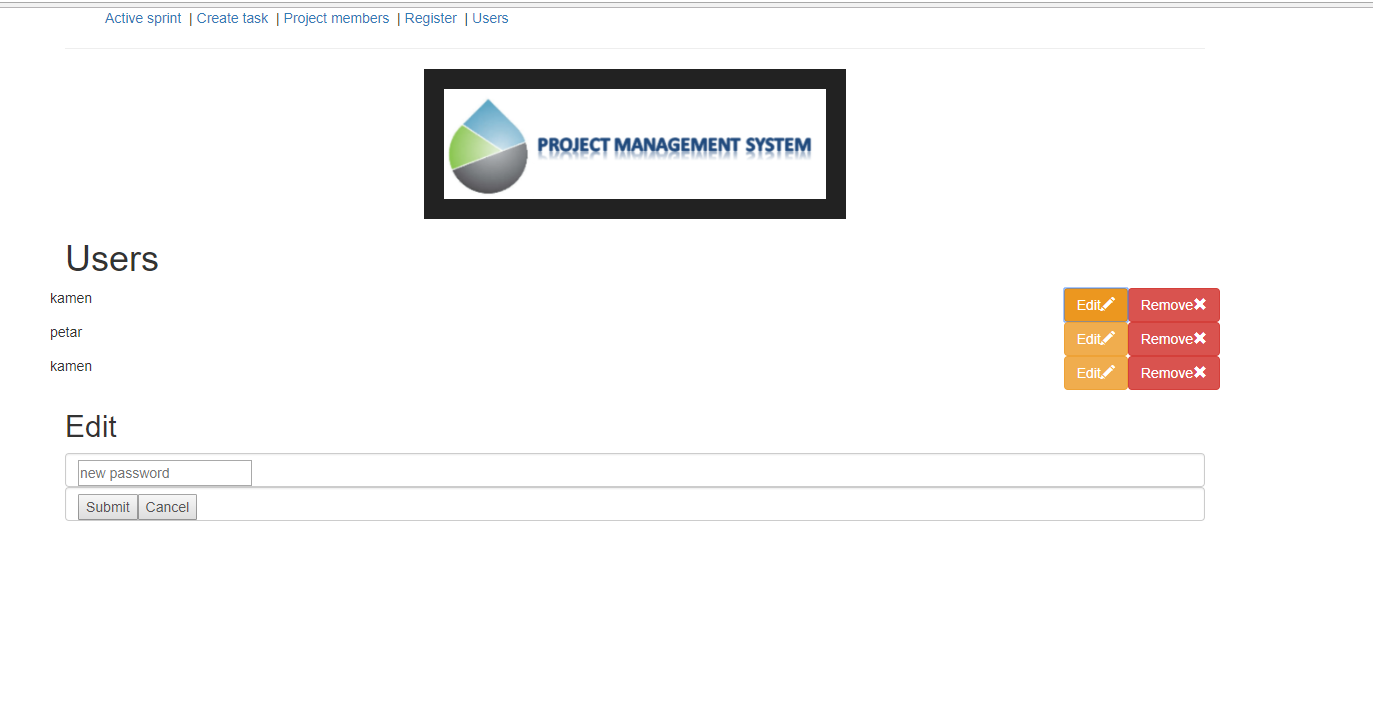 Active sprint | Create task | Project members | Register | Users
PROJECT MANAGEMENT SYSTEM
Users
kamen Edit Remove
petar Edit Remove
kamen Edit Remove
Edit
new password
Submit Cancel